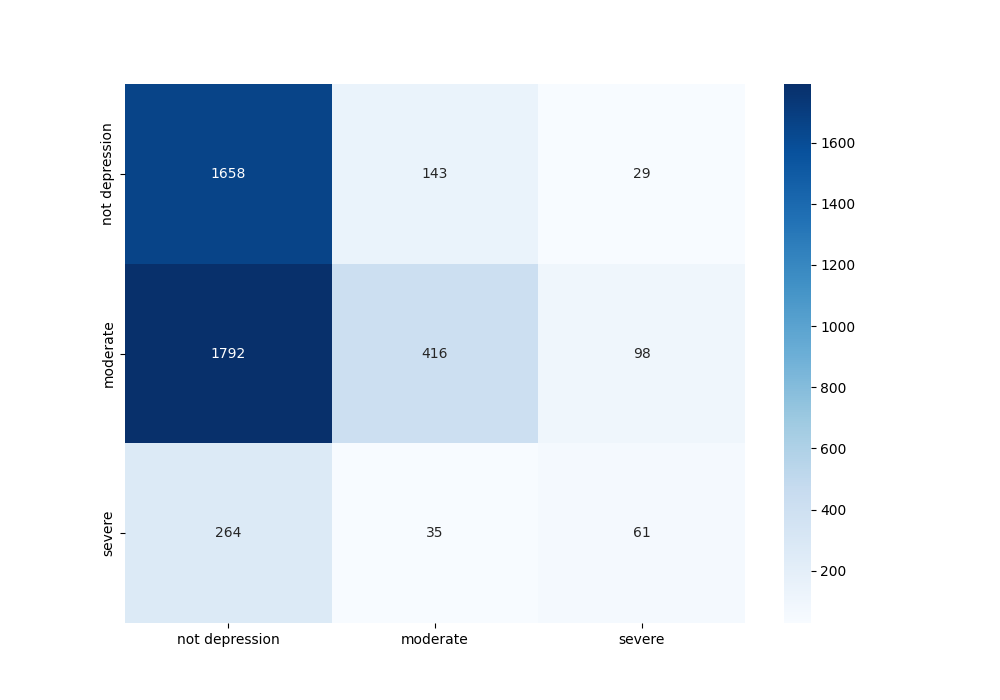 not depression
1658 143 29
moderate
1792 416 98
severe
264 35 61
not depression moderate severe
1600
1400
1200
1000
800
600
400
200